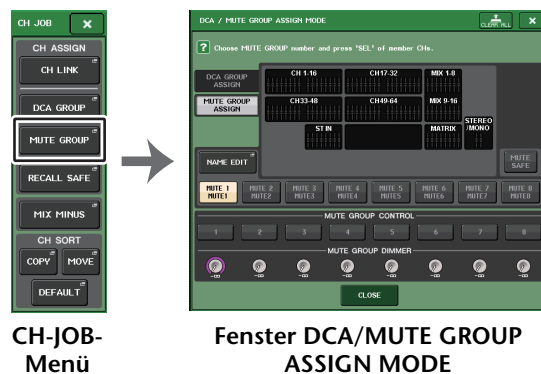 CH JOB
CH ASSIGN
CH LINK
DCA GROUP
MUTE GROUP
RECALL SAFE
MIX MINUS
CH SORT
COPY MOVE
DEFAULT
CH-JOB-
Menü
DCA / MUTE GROUP ASSIGN MODE
CLEAR ALL
? Choose MUTE GROUP number and press "SEL" of member CHs.
DCA GROUP
ASSIGN
MUTE GROUP
ASSIGN
CH 1-16 CH17-32 MIX 1-8
CH33-48 CH49-64 MIX 9-16
ST IN MATRIX STEREO
/MONO
NAME EDIT
MUTE
SAFE
MUTE 1 MUTE 2 MUTE 3 MUTE 4 MUTE 5 MUTE 6 MUTE 7 MUTE 8
MUTE1 MUTE2 MUTE3 MUTE4 MUTE5 MUTE6 MUTE7 MUTE8
MUTE GROUP CONTROL
1 2 3 4 5 6 7 8
MUTE GROUP DIMMER
-∞ -∞ -∞ -∞ -∞ -∞ -∞ -∞
CLOSE
Fenster DCA/MUTE GROUP
ASSIGN MODE